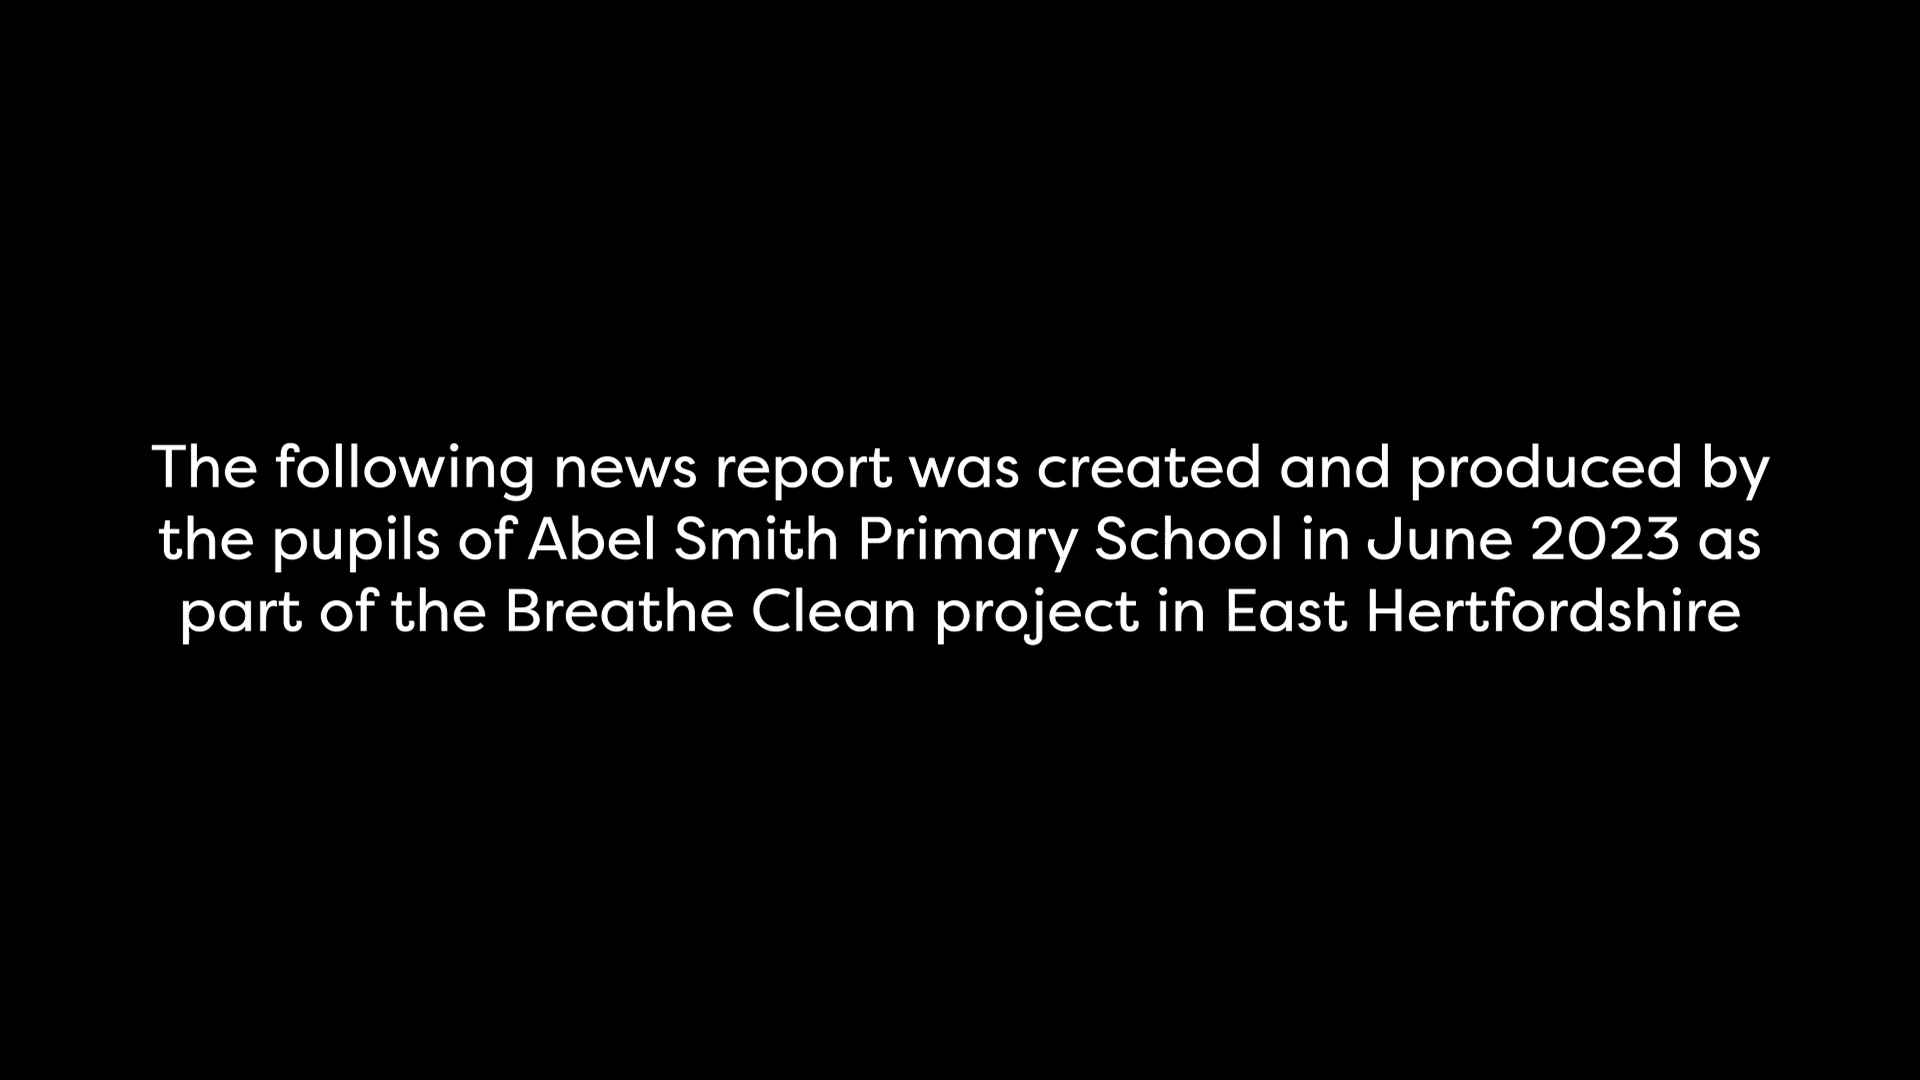 The following news report was created and produced by
the pupils of Abel Smith Primary School in June 2023 as
part of the Breathe Clean project in East Hertfordshire